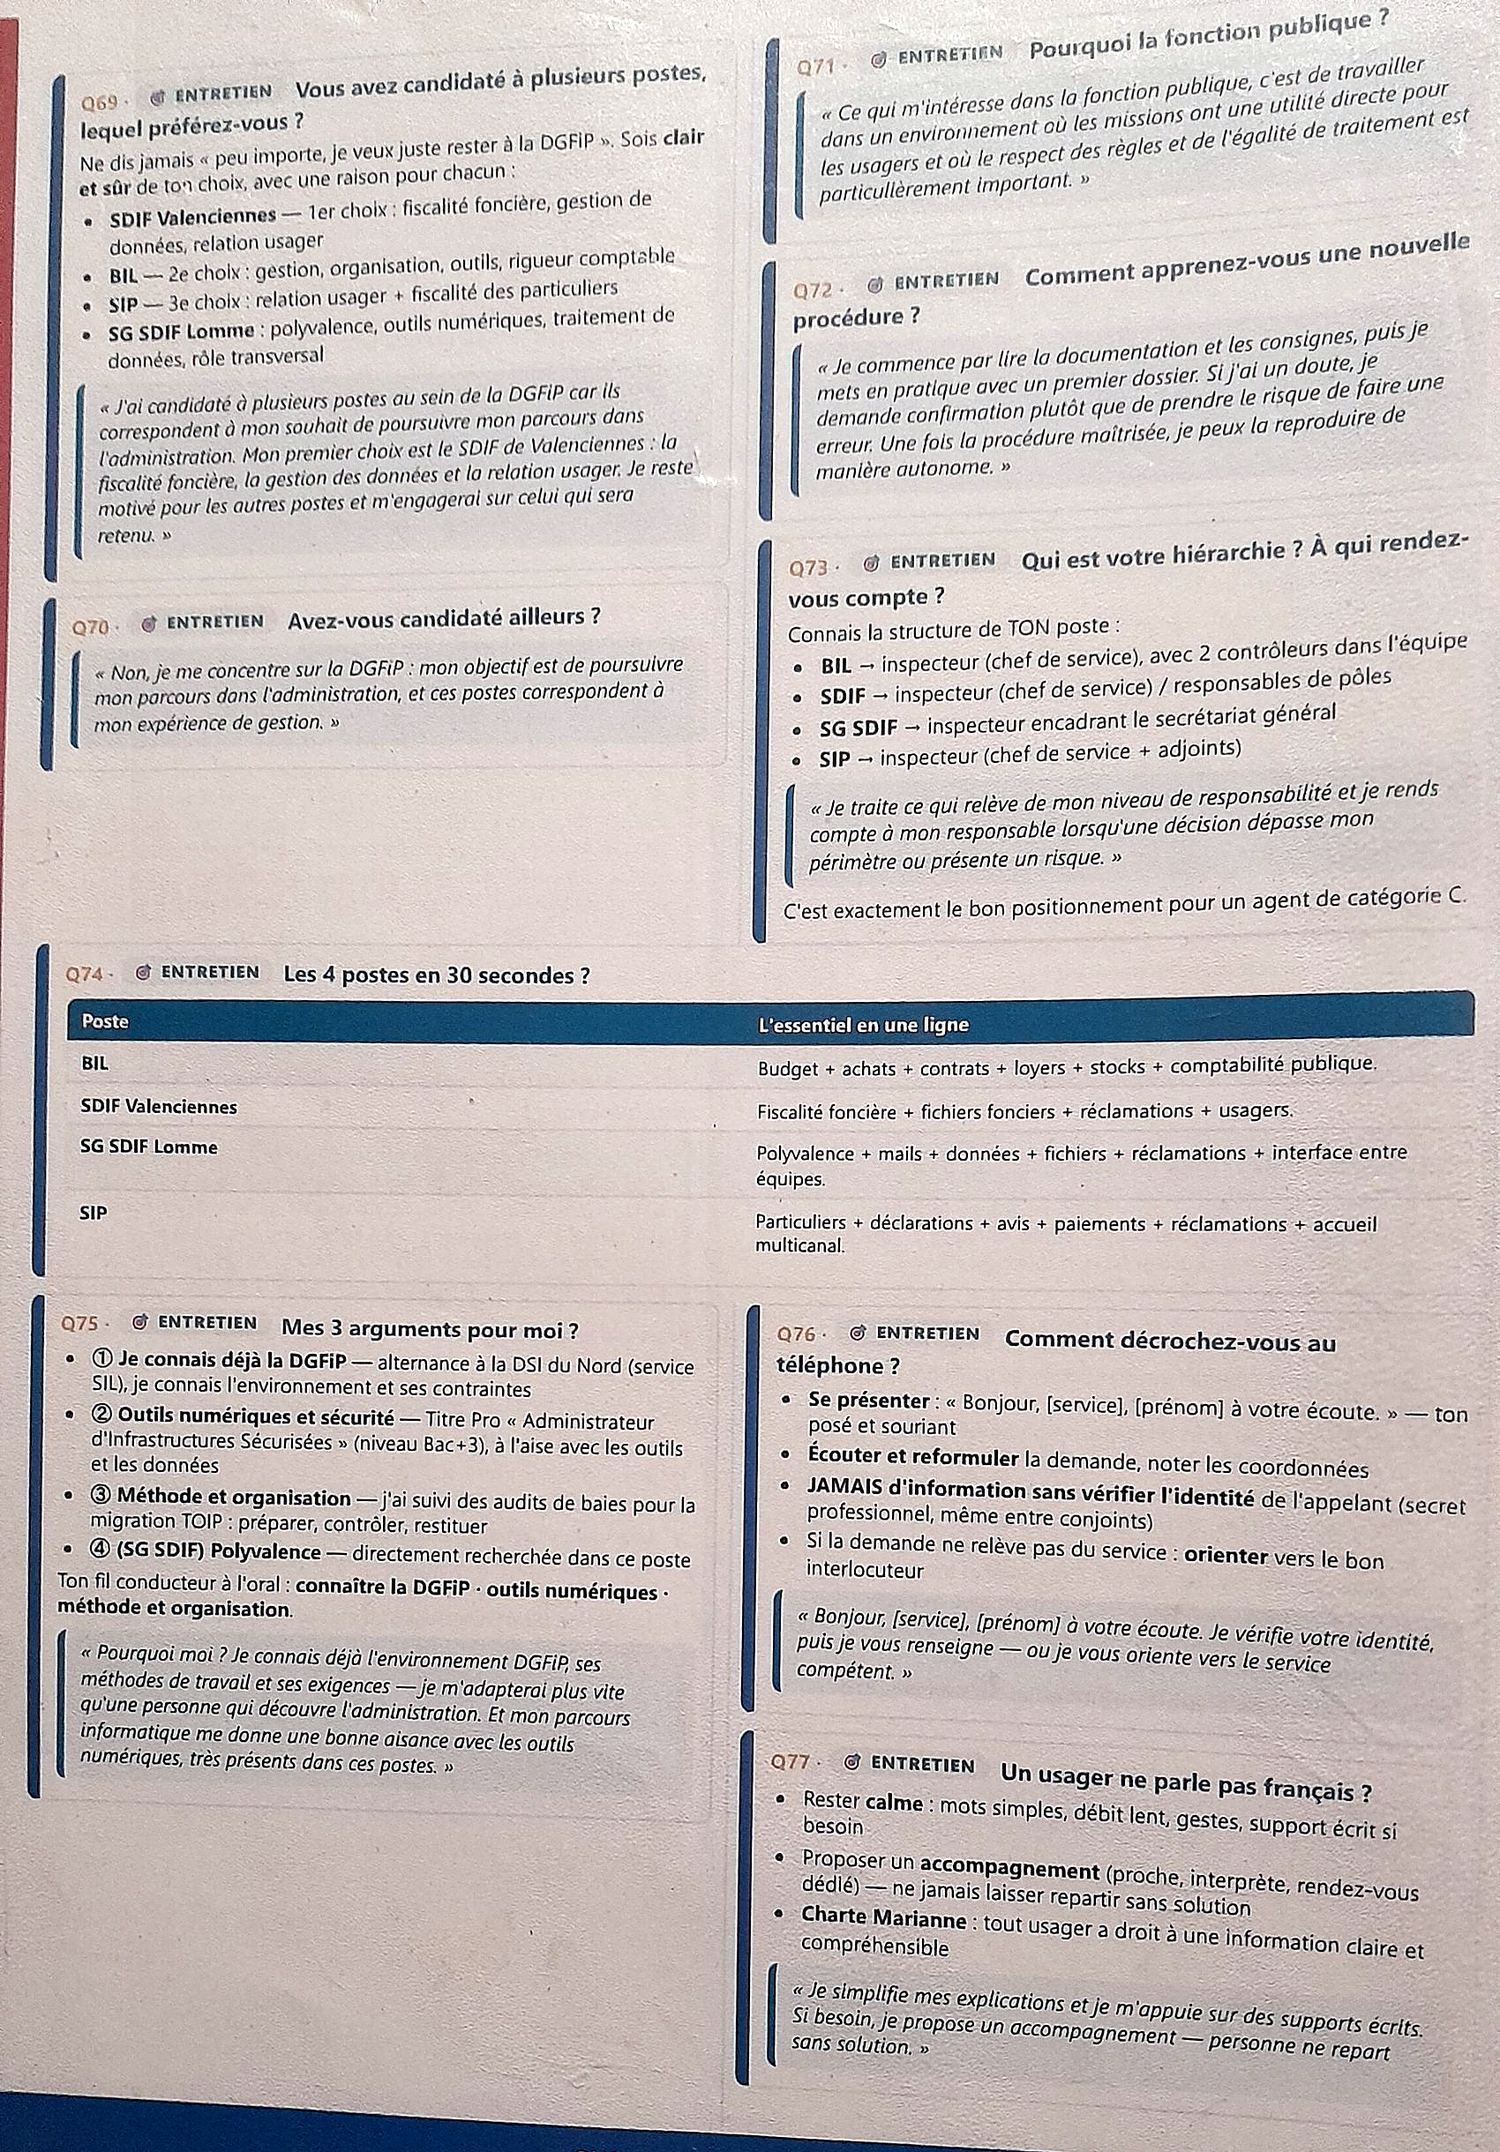 Q69 · ENTRETIEN Vous avez candidaté à plusieurs postes,
lequel préférez-vous ?
Ne dis jamais « peu importe, je veux juste rester à la DGFiP ». Sois clair
et sûr de ton choix, avec une raison pour chacun :
• SDIF Valenciennes — 1er choix : fiscalité foncière, gestion de
données, relation usager
• BIL — 2e choix : gestion, organisation, outils, rigueur comptable
• SIP — 3e choix : relation usager + fiscalité des particuliers
• SG SDIF Lomme : polyvalence, outils numériques, traitement de
données, rôle transversal
« J'ai candidaté à plusieurs postes au sein de la DGFiP car ils
correspondent à mon souhait de poursuivre mon parcours dans
l'administration. Mon premier choix est le SDIF de Valenciennes : la
fiscalité foncière, la gestion des données et la relation usager. Je reste
motivé pour les autres postes et m'engagerai sur celui qui sera
retenu. »
Q70 · ENTRETIEN Avez-vous candidaté ailleurs ?
« Non, je me concentre sur la DGFiP : mon objectif est de poursuivre
mon parcours dans l'administration, et ces postes correspondent à
mon expérience de gestion. »
Q71 · ENTRETIEN Pourquoi la fonction publique ?
« Ce qui m'intéresse dans la fonction publique, c'est de travailler
dans un environnement où les missions ont une utilité directe pour
les usagers et où le respect des règles et de l'égalité de traitement est
particulièrement important. »
Q72 · ENTRETIEN Comment apprenez-vous une nouvelle
procédure ?
« Je commence par lire la documentation et les consignes, puis je
mets en pratique avec un premier dossier. Si j'ai un doute, je
demande confirmation plutôt que de prendre le risque de faire une
erreur. Une fois la procédure maîtrisée, je peux la reproduire de
manière autonome. »
Q73 · ENTRETIEN Qui est votre hiérarchie ? À qui rendez-
vous compte ?
Connais la structure de TON poste :
• BIL → inspecteur (chef de service), avec 2 contrôleurs dans l'équipe
• SDIF → inspecteur (chef de service) / responsables de pôles
• SG SDIF → inspecteur encadrant le secrétariat général
• SIP → inspecteur (chef de service + adjoints)
« Je traite ce qui relève de mon niveau de responsabilité et je rends
compte à mon responsable lorsqu'une décision dépasse mon
périmètre ou présente un risque. »
C'est exactement le bon positionnement pour un agent de catégorie C.
Q74 · ENTRETIEN Les 4 postes en 30 secondes ?
Poste L'essentiel en une ligne
BIL Budget + achats + contrats + loyers + stocks + comptabilité publique.
SDIF Valenciennes Fiscalité foncière + fichiers fonciers + réclamations + usagers.
SG SDIF Lomme Polyvalence + mails + données + fichiers + réclamations + interface entre
équipes.
SIP Particuliers + déclarations + avis + paiements + réclamations + accueil
multicanal.
Q75 · ENTRETIEN Mes 3 arguments pour moi ?
• ① Je connais déjà la DGFiP — alternance à la DSI du Nord (service
SIL), je connais l'environnement et ses contraintes
• ② Outils numériques et sécurité — Titre Pro « Administrateur
d'Infrastructures Sécurisées » (niveau Bac+3), à l'aise avec les outils
et les données
• ③ Méthode et organisation — j'ai suivi des audits de baies pour la
migration TOIP : préparer, contrôler, restituer
• ④ (SG SDIF) Polyvalence — directement recherchée dans ce poste
Ton fil conducteur à l'oral : connaître la DGFiP · outils numériques ·
méthode et organisation.
« Pourquoi moi ? Je connais déjà l'environnement DGFiP, ses
méthodes de travail et ses exigences — je m'adapterai plus vite
qu'une personne qui découvre l'administration. Et mon parcours
informatique me donne une bonne aisance avec les outils
numériques, très présents dans ces postes. »
Q76 · ENTRETIEN Comment décrochez-vous au
téléphone ?
• Se présenter : « Bonjour, [service], [prénom] à votre écoute. » — ton
posé et souriant
• Écouter et reformuler la demande, noter les coordonnées
• JAMAIS d'information sans vérifier l'identité de l'appelant (secret
professionnel, même entre conjoints)
• Si la demande ne relève pas du service : orienter vers le bon
interlocuteur
« Bonjour, [service], [prénom] à votre écoute. Je vérifie votre identité,
puis je vous renseigne — ou je vous oriente vers le service
compétent. »
Q77 · ENTRETIEN Un usager ne parle pas français ?
• Rester calme : mots simples, débit lent, gestes, support écrit si
besoin
• Proposer un accompagnement (proche, interprète, rendez-vous
dédié) — ne jamais laisser repartir sans solution
• Charte Marianne : tout usager a droit à une information claire et
compréhensible
« Je simplifie mes explications et je m'appuie sur des supports écrits.
Si besoin, je propose un accompagnement — personne ne repart
sans solution. »